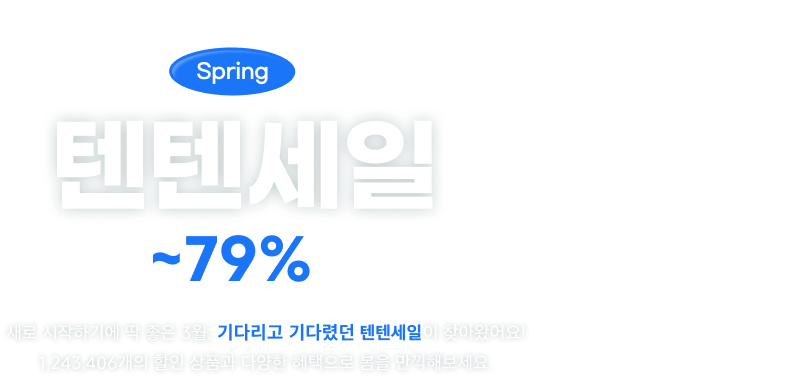 Spring
텐텐세일
~79%
새로 시작하기에 딱 좋은 3월, 기다리고 기다렸던 텐텐세일이 찾아왔어요!
1,243,406개의 할인 상품과 다양한 혜택으로 봄을 만끽해보세요.